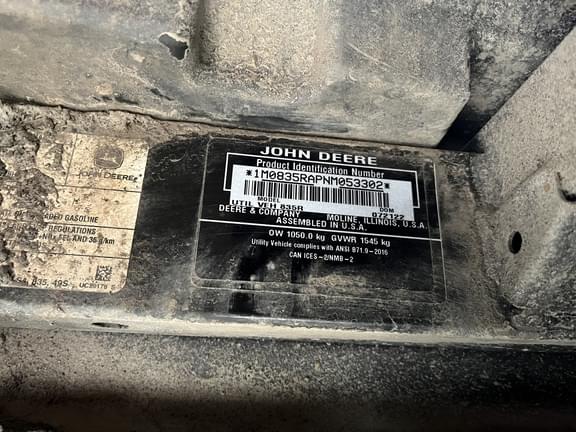 JOHN DEERE
Product Identification Number
*1M0835RAPNM053302*
MODEL DOM
UTIL VEH 835R 072122
DEERE & COMPANY MOLINE, ILLINOIS, U.S.A.
ASSEMBLED IN U.S.A.
OW 1050.0 kg GVWR 1545 kg
Utility Vehicle complies with ANSI B71.9-2016
CAN ICES-2/NMB-2
JOHN DEERE
GASOLINE
REGULATIONS